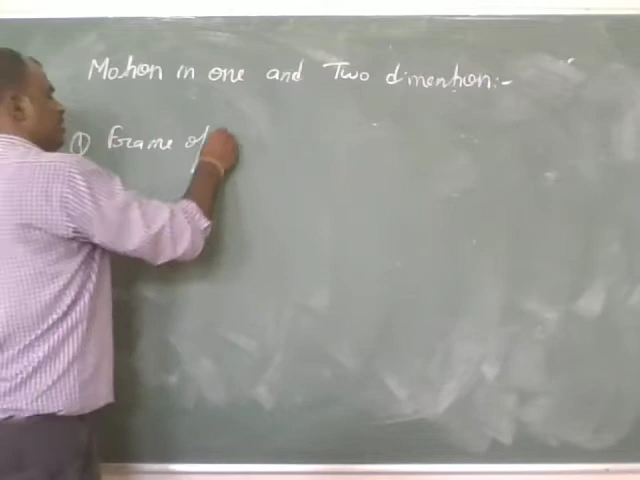 Motion in one and Two dimention:-
① Frame of